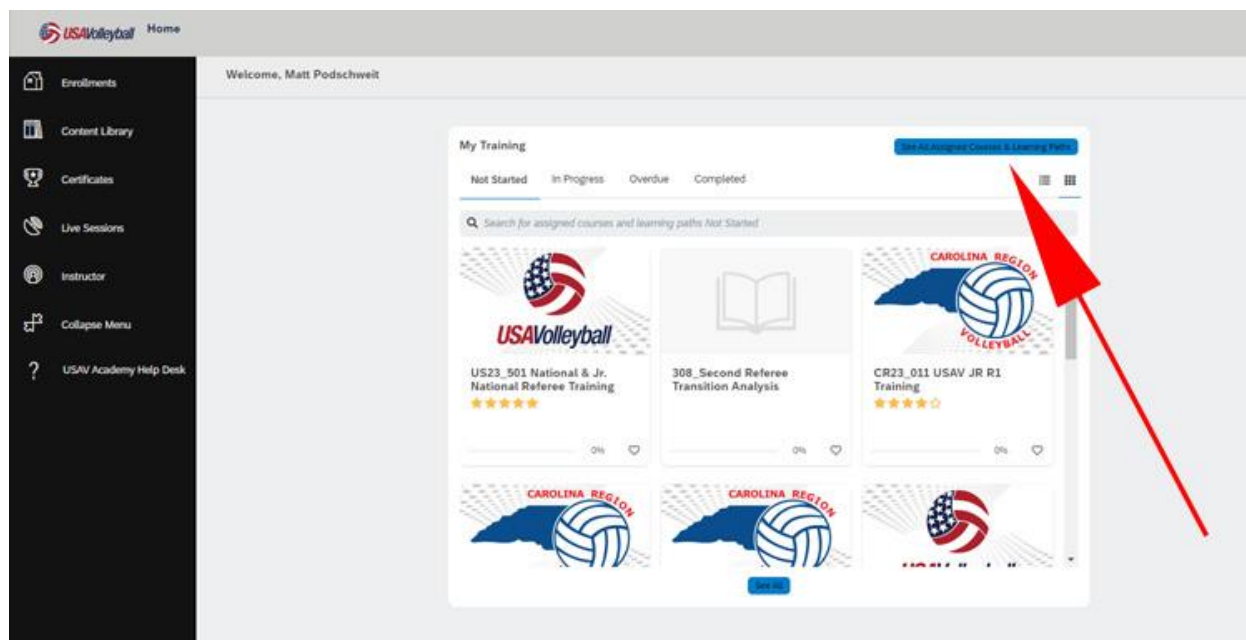 USAVolleyball Home
Enrollments
Content Library
Certificates
Live Sessions
Instructor
Collapse Menu
? USAV Academy Help Desk
Welcome, Matt Podschweit
My Training
See All Assigned Courses & Learning Paths
Not Started In Progress Overdue Completed
Search for assigned courses and learning paths Not Started
USAVolleyball
CAROLINA REGION
VOLLEYBALL
US23_501 National & Jr.
National Referee Training
308_Second Referee
Transition Analysis
CR23_011 USAV JR R1
Training
0% 0% 0%
CAROLINA REGION
CAROLINA REGION
See All